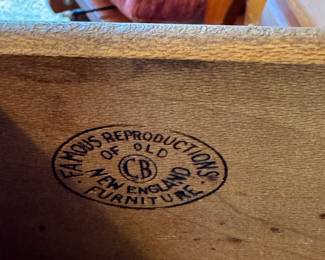 FAMOUS REPRODUCTIONS
OF OLD
CB
NEW ENGLAND
· FURNITURE ·